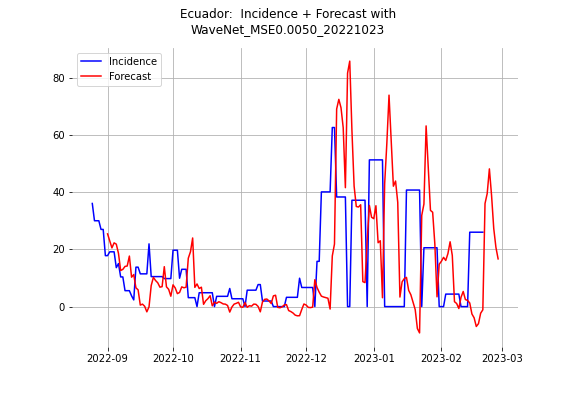 Ecuador:  Incidence + Forecast with
WaveNet_MSE0.0050_20221023
Incidence
Forecast
80
60
40
20
0
2022-09 2022-10 2022-11 2022-12 2023-01 2023-02 2023-03